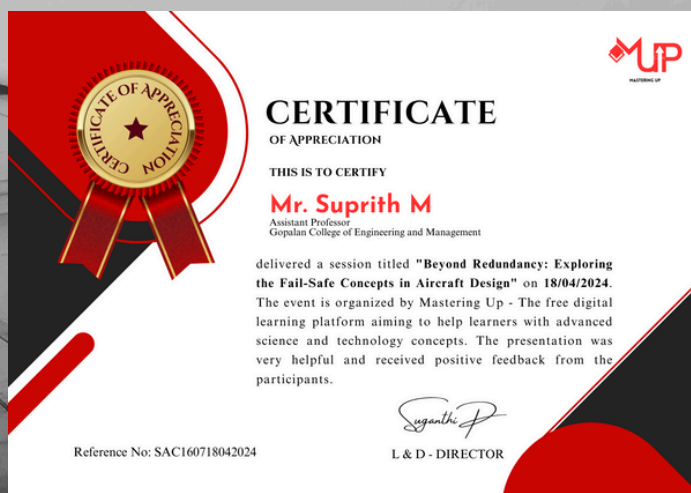 MUP
MASTERING UP
CERTIFICATE OF APPRECIATION
CERTIFICATION
CERTIFICATE
OF APPRECIATION
THIS IS TO CERTIFY
Mr. Suprith M
Assistant Professor
Gopalan College of Engineering and Management
delivered a session titled "Beyond Redundancy: Exploring
the Fail-Safe Concepts in Aircraft Design" on 18/04/2024.
The event is organized by Mastering Up - The free digital
learning platform aiming to help learners with advanced
science and technology concepts. The presentation was
very helpful and received positive feedback from the
participants.
Suganthi P
Reference No: SAC160718042024
L & D - DIRECTOR